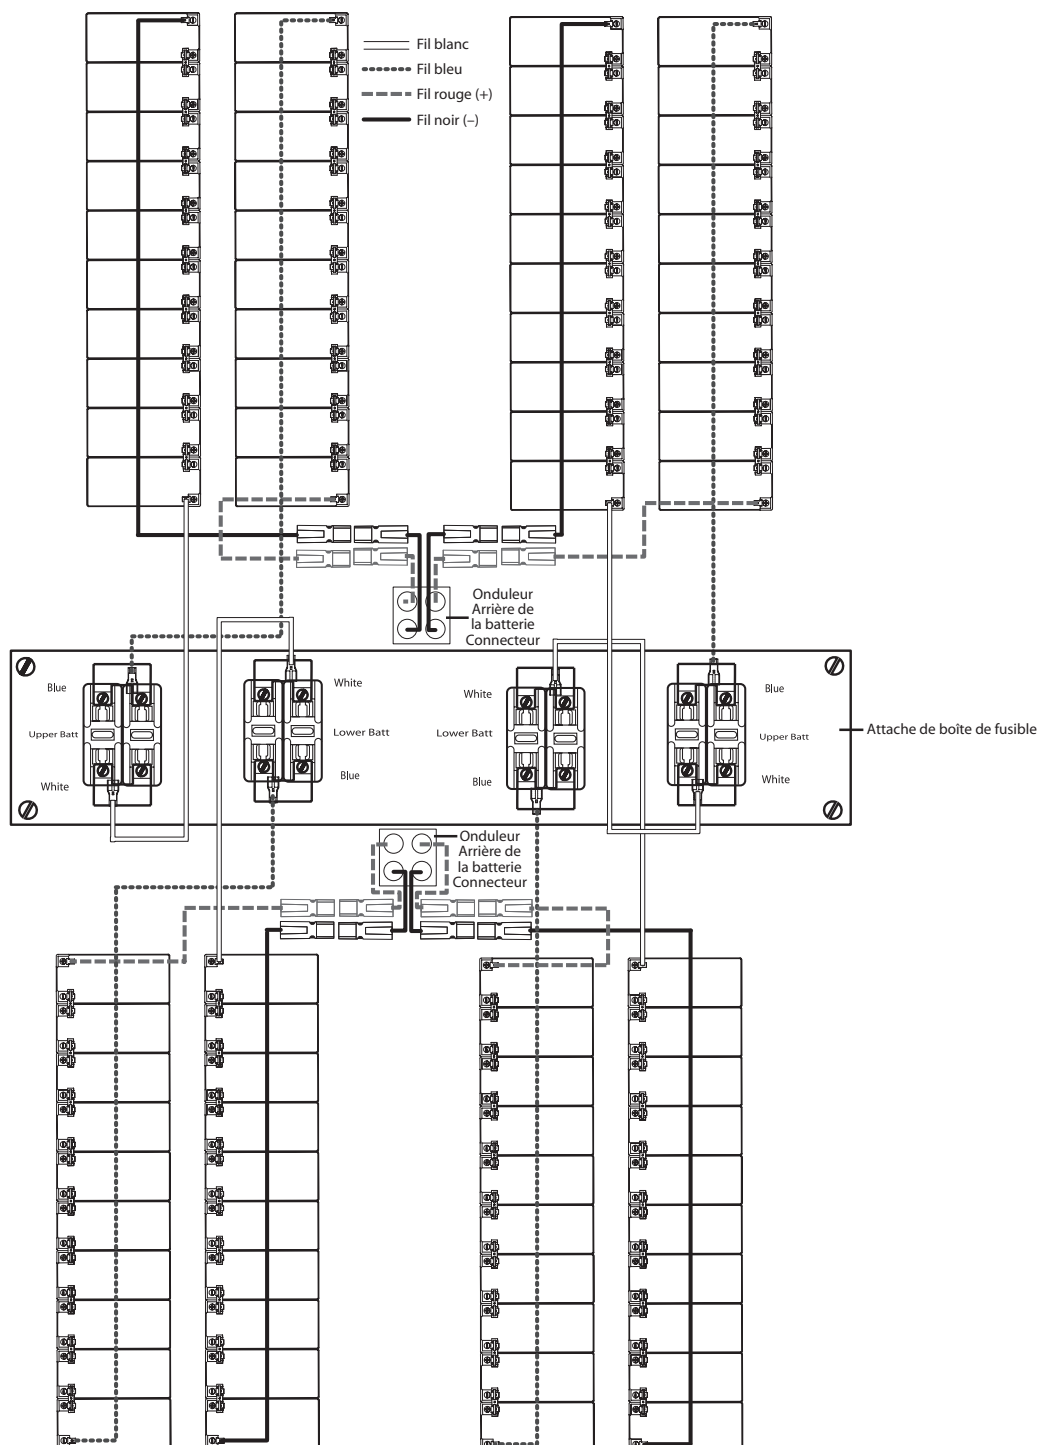 Fil blanc
Fil bleu
Fil rouge (+)
Fil noir (–)
Onduleur
Arrière de
la batterie
Connecteur
Blue
Upper Batt
White
White
Lower Batt
Blue
White
Lower Batt
Blue
Blue
Upper Batt
White
Attache de boîte de fusible
Onduleur
Arrière de
la batterie
Connecteur